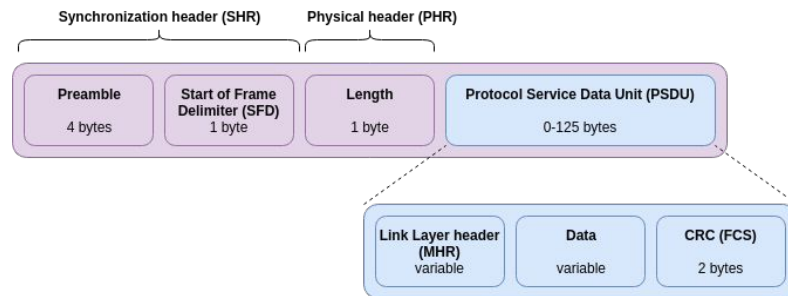 Synchronization header (SHR) Physical header (PHR)
Preamble
4 bytes
Start of Frame
Delimiter (SFD)
1 byte
Length
1 byte
Protocol Service Data Unit (PSDU)
0-125 bytes
Link Layer header
(MHR)
variable
Data
variable
CRC (FCS)
2 bytes